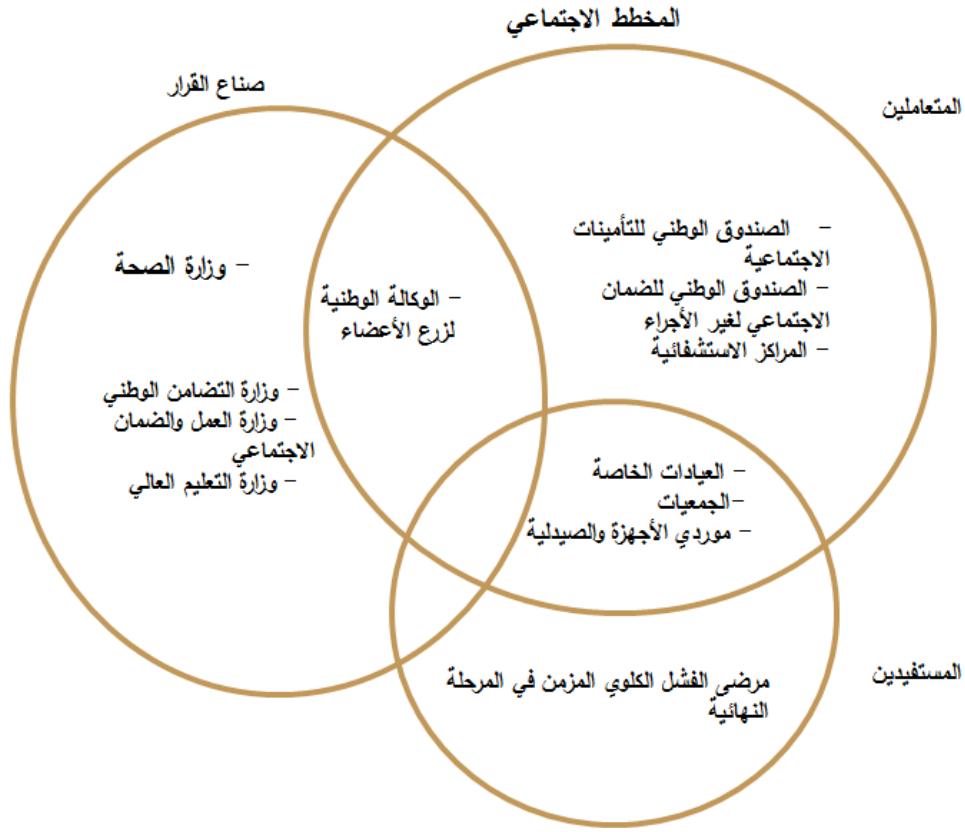 المخطط الاجتماعي
صناع القرار
المتعاملين
- وزارة الصحة
- وزارة التضامن الوطني
- وزارة العمل والضمان
الاجتماعي
- وزارة التعليم العالي
- الوكالة الوطنية
لزرع الأعضاء
- الصندوق الوطني للتأمينات
الاجتماعية
- الصندوق الوطني للضمان
الاجتماعي لغير الأجراء
- المراكز الاستشفائية
- العيادات الخاصة
-الجمعيات
- موردي الأجهزة والصيدلية
المستفيدين
مرضى الفشل الكلوي المزمن في المرحلة
النهائية